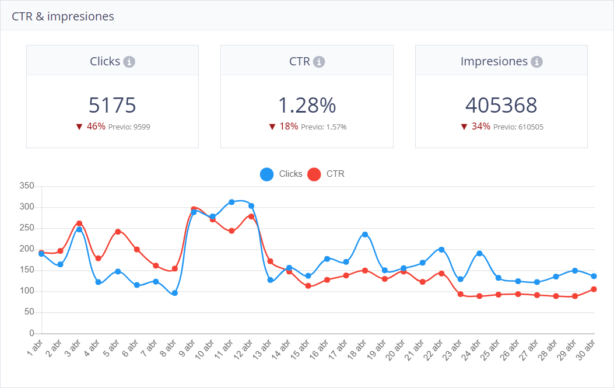 CTR & impresiones
Clicks
CTR
Impresiones
5175
1.28%
405368
▼ 46% Previo: 9599
▼ 18% Previo: 1.57%
▼ 34% Previo: 610505
Clicks CTR
350
300
250
200
150
100
50
0
1 abr
2 abr
3 abr
4 abr
5 abr
6 abr
7 abr
8 abr
9 abr
10 abr
11 abr
12 abr
13 abr
14 abr
15 abr
16 abr
17 abr
18 abr
19 abr
20 abr
21 abr
22 abr
23 abr
24 abr
25 abr
26 abr
27 abr
28 abr
29 abr
30 abr